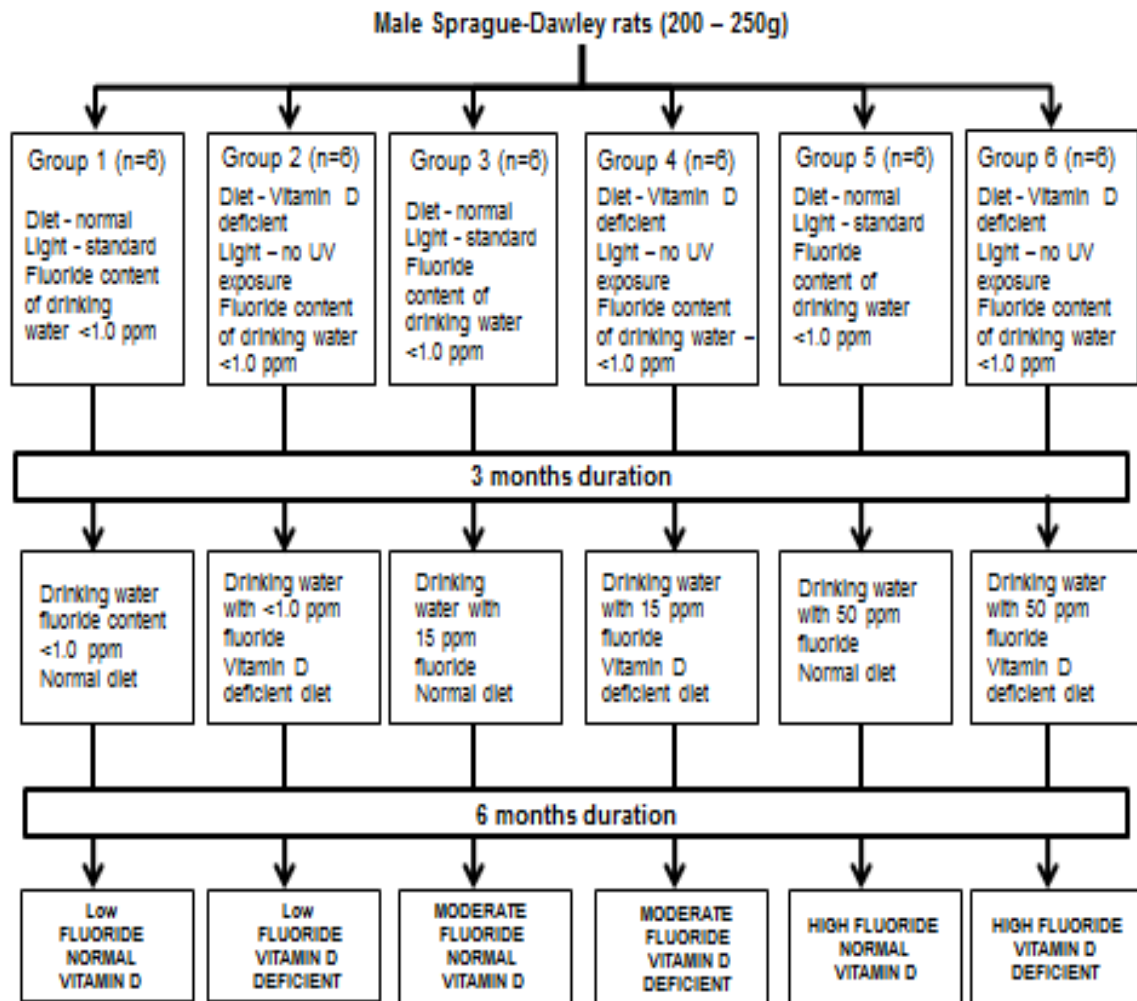 Male Sprague-Dawley rats (200 – 250g)
Group 1 (n=6)
Diet - normal
Light - standard
Fluoride content
of drinking
water <1.0 ppm
Group 2 (n=6)
Diet - Vitamin D
deficient
Light – no UV
exposure
Fluoride content
of drinking water
<1.0 ppm
Group 3 (n=6)
Diet - normal
Light - standard
Fluoride
content of
drinking water
<1.0 ppm
Group 4 (n=6)
Diet - Vitamin D
deficient
Light – no UV
exposure
Fluoride content
of drinking water –
<1.0 ppm
Group 5 (n=6)
Diet - normal
Light - standard
Fluoride
content of
drinking water
<1.0 ppm
Group 6 (n=6)
Diet - Vitamin D
deficient
Light – no UV
exposure
Fluoride content
of drinking water
<1.0 ppm
3 months duration
Drinking water
fluoride content
<1.0 ppm
Normal diet
Drinking water
with <1.0 ppm
fluoride
Vitamin D
deficient diet
Drinking
water with
15 ppm
fluoride
Normal diet
Drinking water
with 15 ppm
fluoride
Vitamin D
deficient diet
Drinking water
with 50 ppm
fluoride
Normal diet
Drinking water
with 50 ppm
fluoride
Vitamin D
deficient diet
6 months duration
Low
FLUORIDE
NORMAL
VITAMIN D
Low
FLUORIDE
VITAMIN D
DEFICIENT
MODERATE
FLUORIDE
NORMAL
VITAMIN D
MODERATE
FLUORIDE
VITAMIN D
DEFICIENT
HIGH FLUORIDE
NORMAL
VITAMIN D
HIGH FLUORIDE
VITAMIN D
DEFICIENT